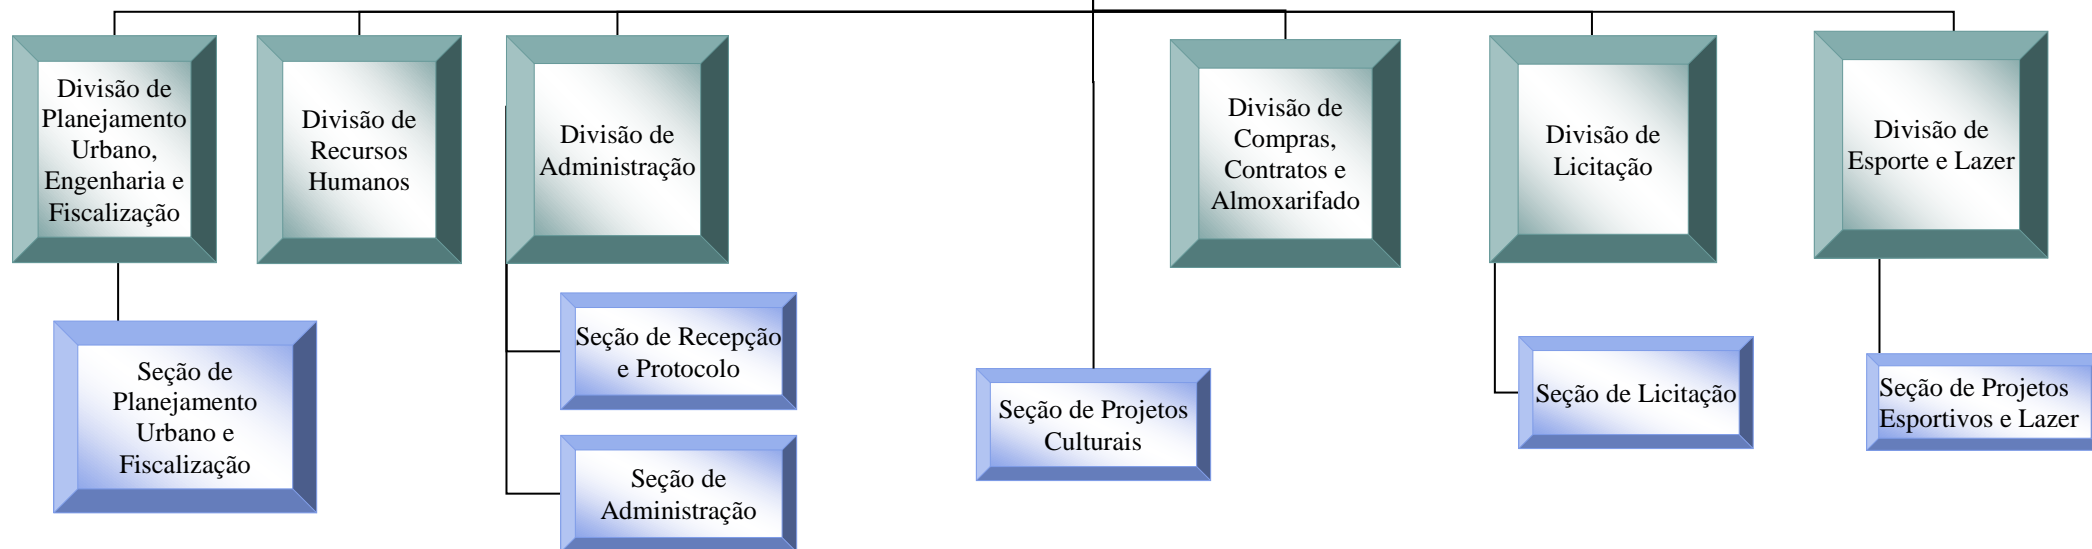 Divisão de
Planejamento
Urbano,
Engenharia e
Fiscalização
Divisão de
Recursos
Humanos
Divisão de
Administração
Divisão de
Compras,
Contratos e
Almoxarifado
Divisão de
Licitação
Divisão de
Esporte e Lazer
Seção de
Planejamento
Urbano e
Fiscalização
Seção de Recepção
e Protocolo
Seção de
Administração
Seção de Projetos
Culturais
Seção de Licitação
Seção de Projetos
Esportivos e Lazer